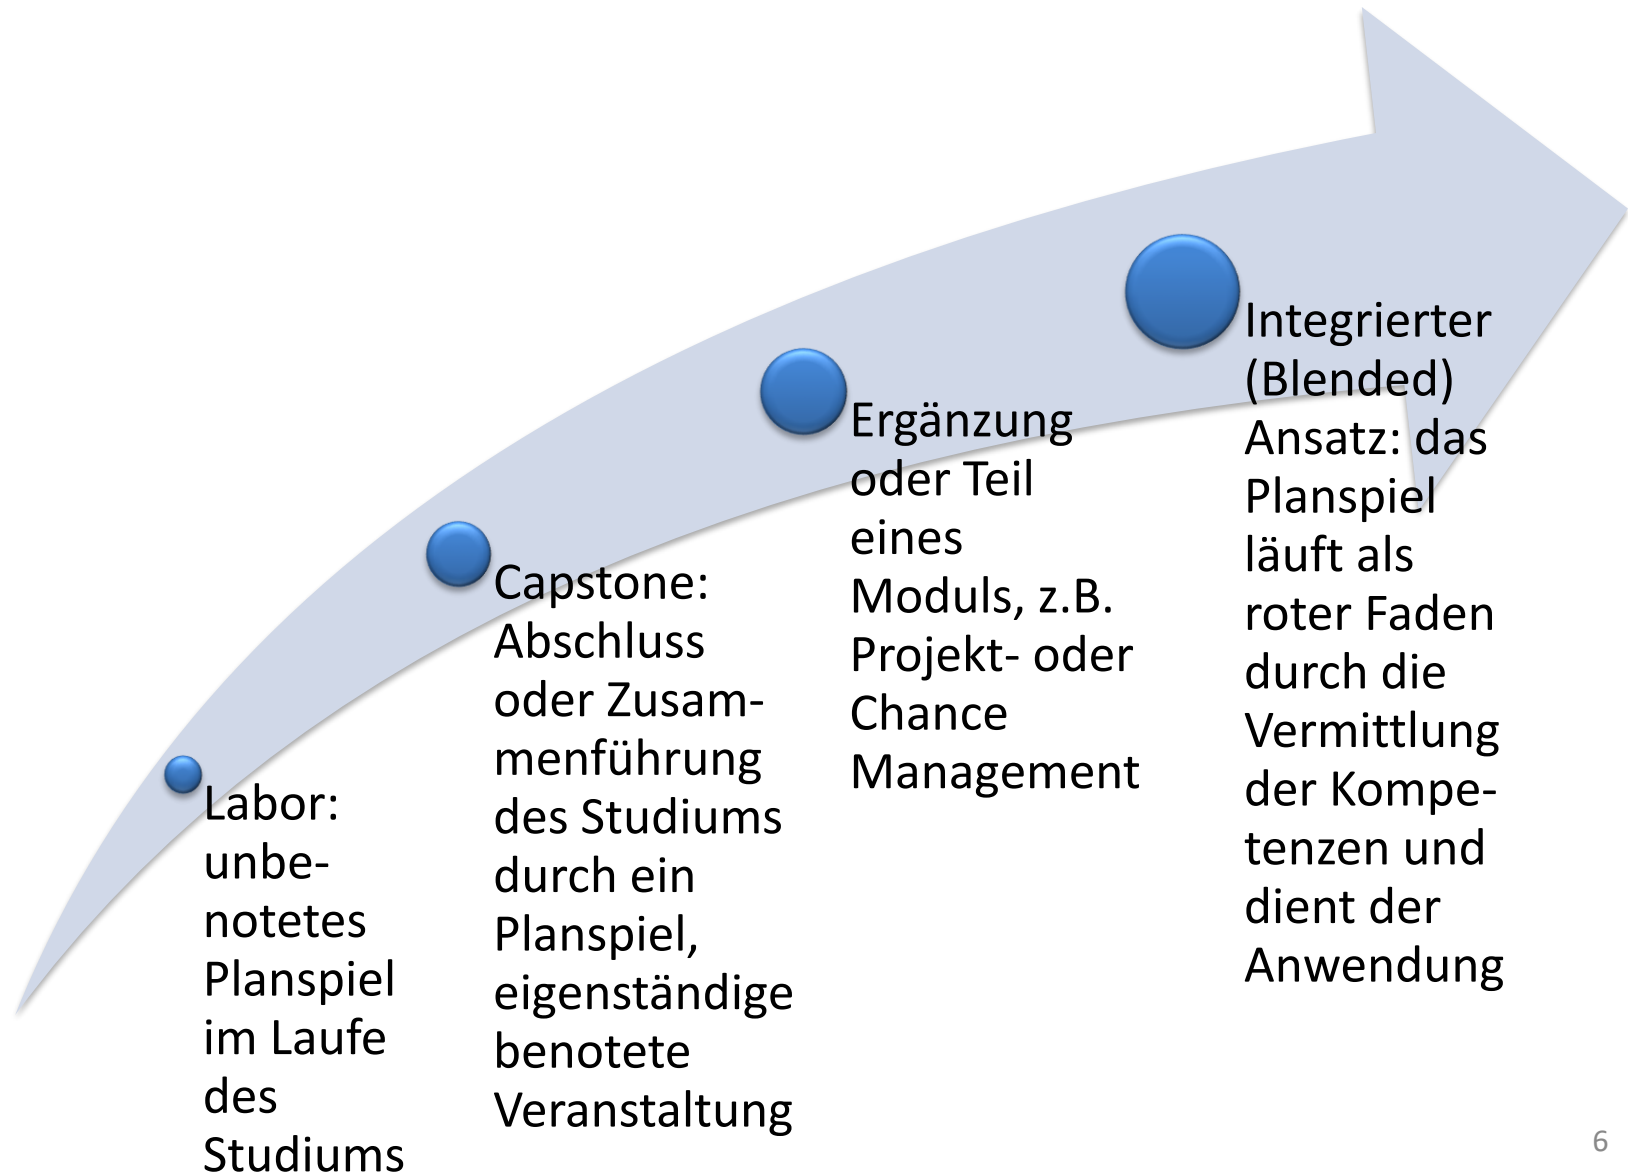 Labor:
unbe-
notetes
Planspiel
im Laufe
des
Studiums
Capstone:
Abschluss
oder Zusam-
menführung
des Studiums
durch ein
Planspiel,
eigenständige
benotete
Veranstaltung
Ergänzung
oder Teil
eines
Moduls, z.B.
Projekt- oder
Chance
Management
Integrierter
(Blended)
Ansatz: das
Planspiel
läuft als
roter Faden
durch die
Vermittlung
der Kompe-
tenzen und
dient der
Anwendung
6